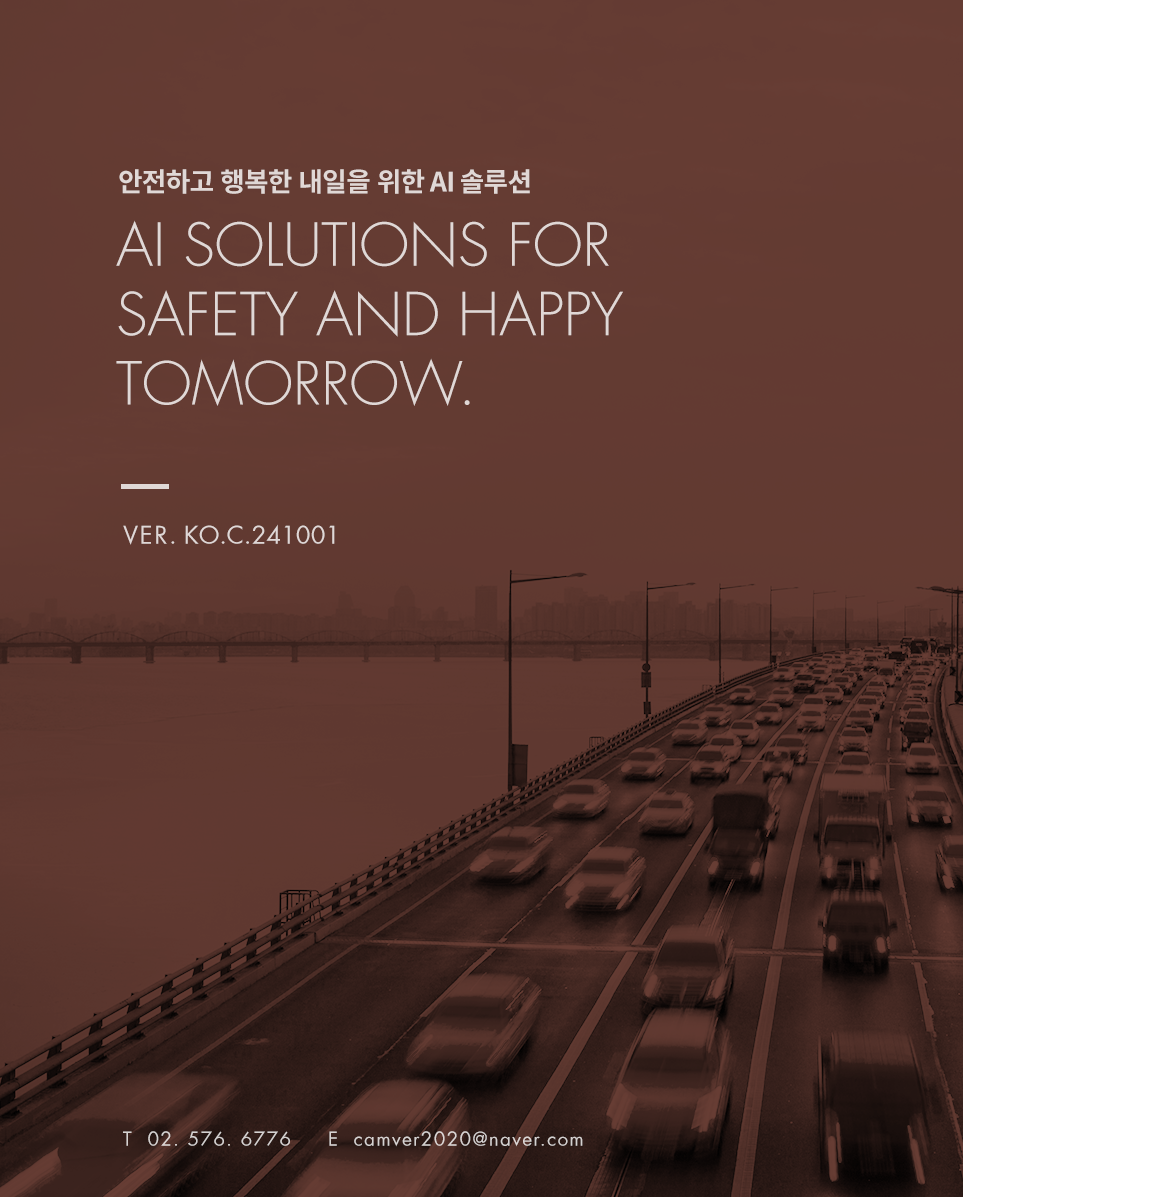 안전하고 행복한 내일을 위한 AI 솔루션
AI SOLUTIONS FOR
SAFETY AND HAPPY
TOMORROW.
VER. KO.C.241001
T 02. 576. 6776 E camver2020@naver.com